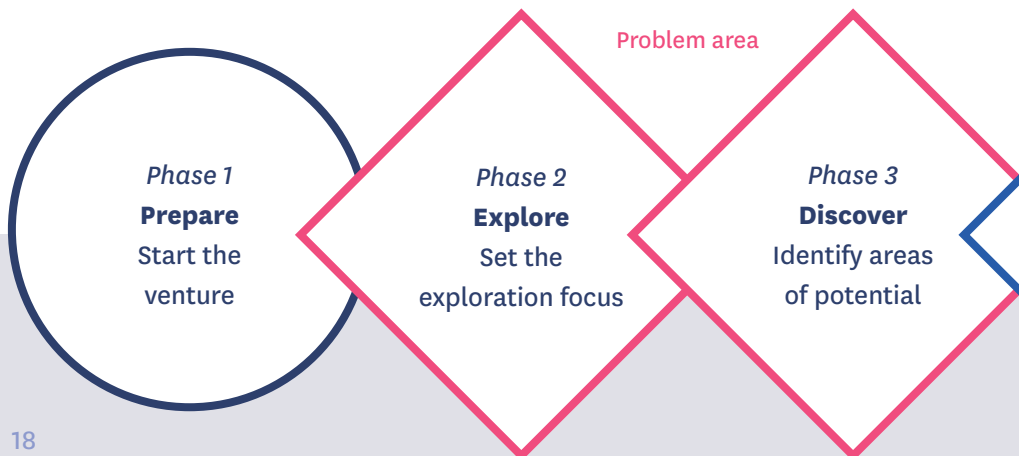 Problem area
Phase 1
Prepare
Start the
venture
Phase 2
Explore
Set the
exploration focus
Phase 3
Discover
Identify areas
of potential
18